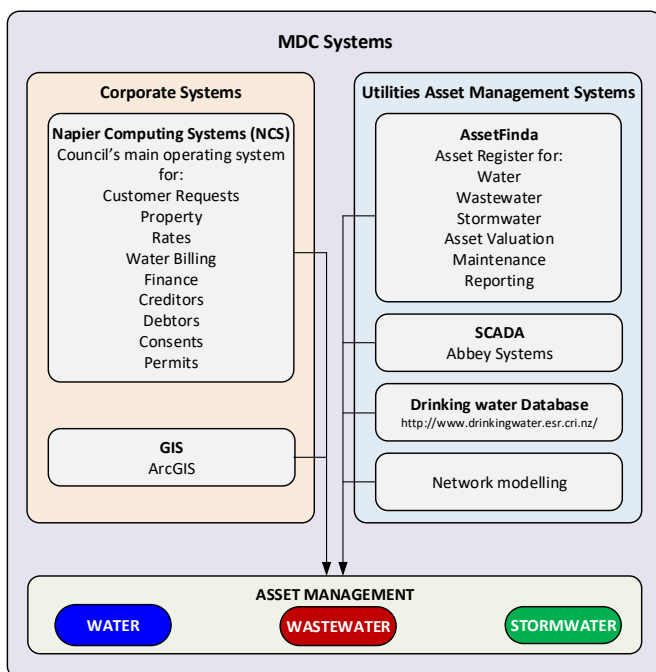 MDC Systems
Corporate Systems
Napier Computing Systems (NCS)
Council's main operating system
for:
Customer Requests
Property
Rates
Water Billing
Finance
Creditors
Debtors
Consents
Permits
GIS
ArcGIS
Utilities Asset Management Systems
AssetFinda
Asset Register for:
Water
Wastewater
Stormwater
Asset Valuation
Maintenance
Reporting
SCADA
Abbey Systems
Drinking water Database
http://www.drinkingwater.esr.cri.nz/
Network modelling
ASSET MANAGEMENT
WATER
WASTEWATER
STORMWATER